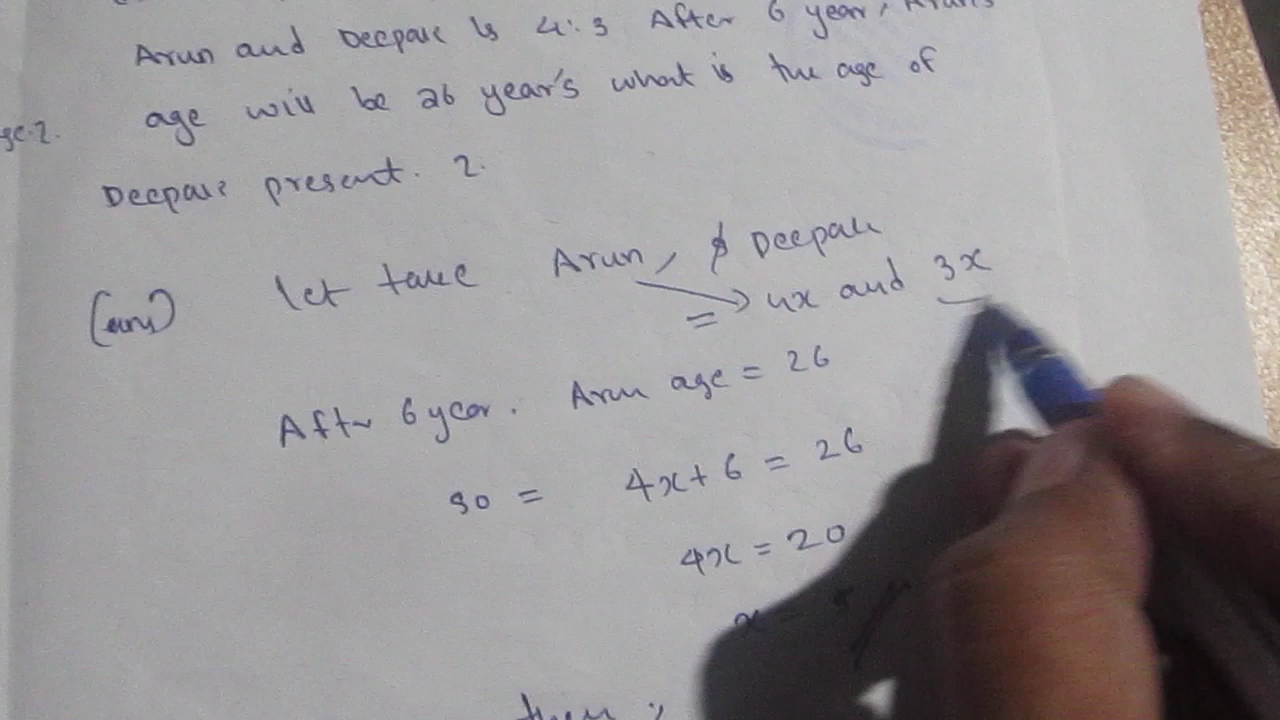 Arun and Deepak is 4:3 After 6 year, Arun's
age will be 26 year's what is the age of
Deepak present. ?
(ans) let take Arun, Deepak
= 4x and 3x
After 6 year. Arun age = 26
so = 4x+6 = 26
4x = 20
then ;